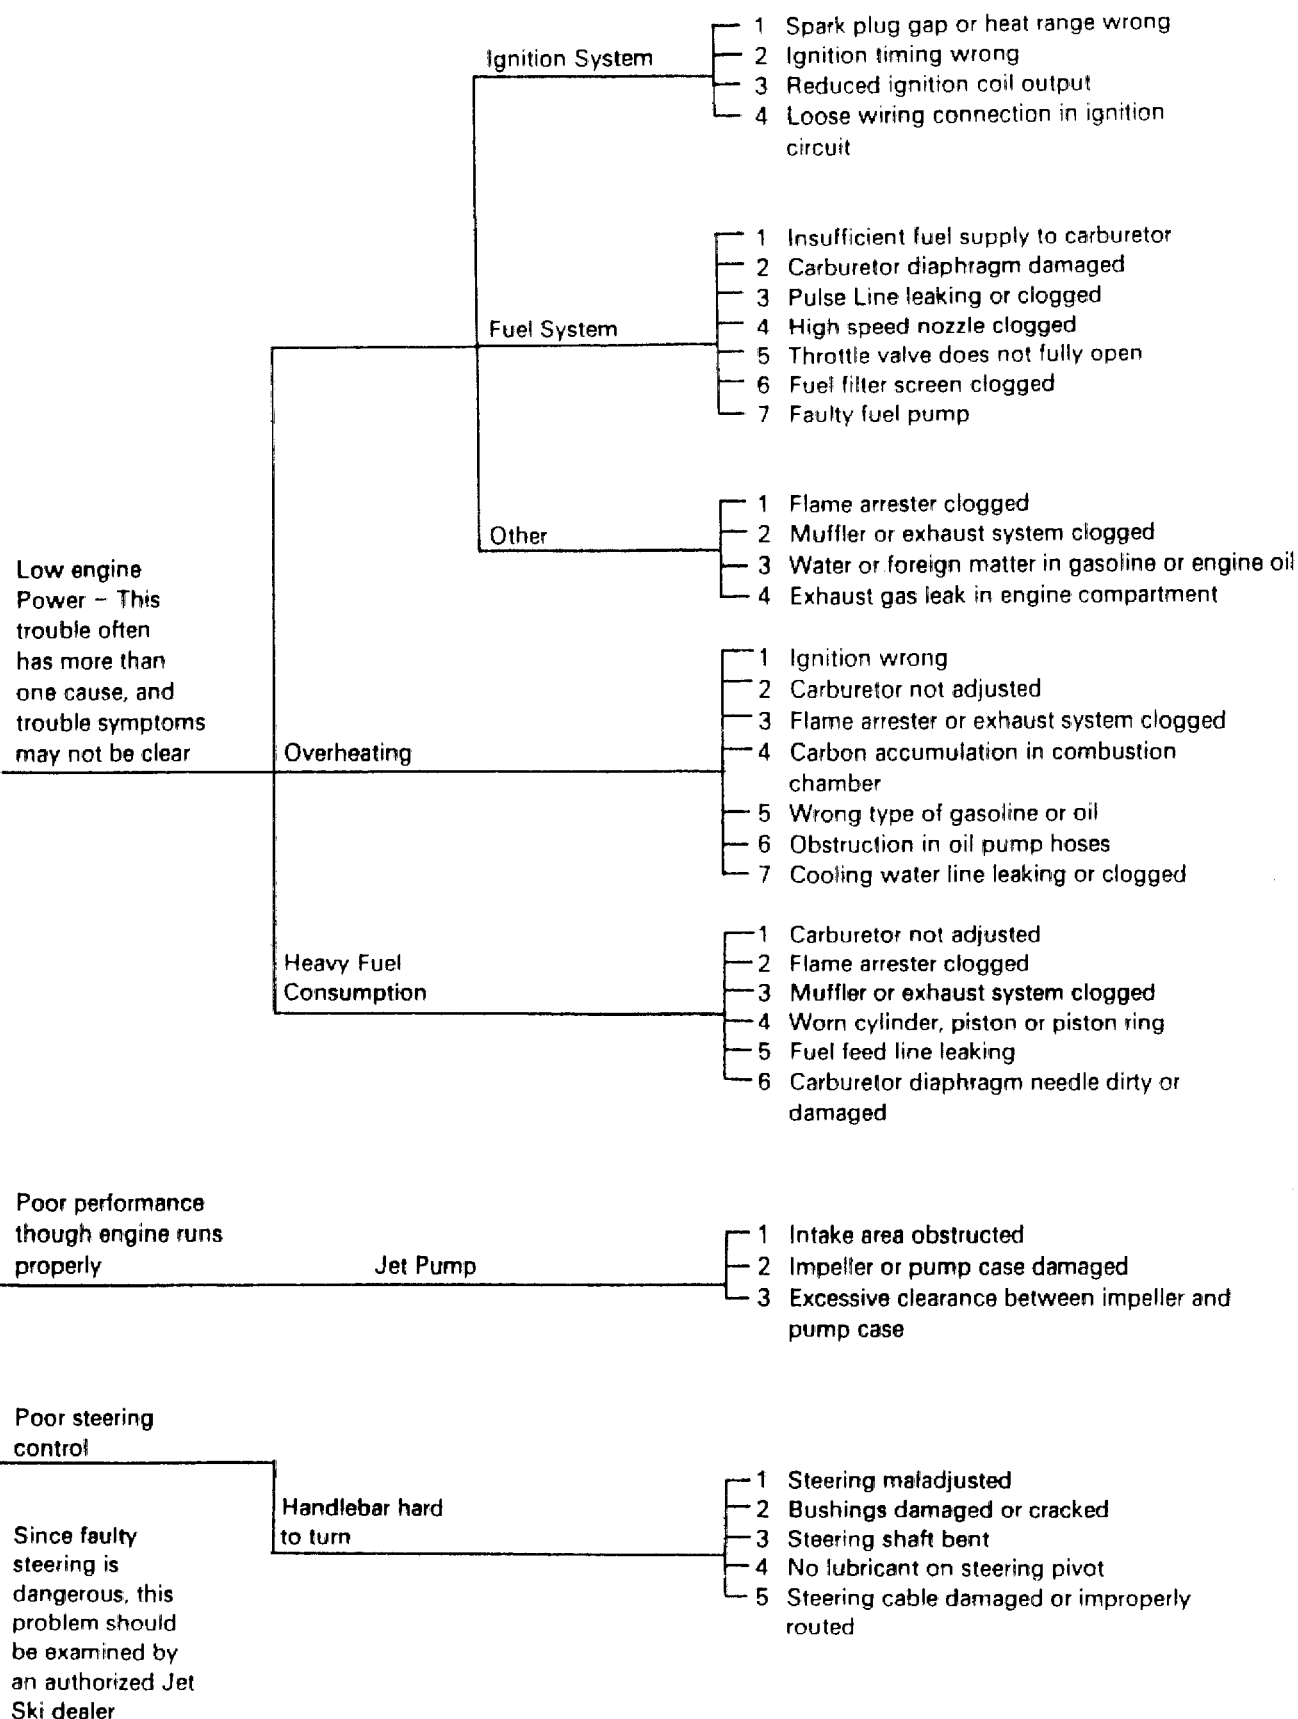 Low engine
Power – This
trouble often
has more than
one cause, and
trouble symptoms
may not be clear
Ignition System
1 Spark plug gap or heat range wrong
2 Ignition timing wrong
3 Reduced ignition coil output
4 Loose wiring connection in ignition
circuit
Fuel System
1 Insufficient fuel supply to carburetor
2 Carburetor diaphragm damaged
3 Pulse Line leaking or clogged
4 High speed nozzle clogged
5 Throttle valve does not fully open
6 Fuel filter screen clogged
7 Faulty fuel pump
Other
1 Flame arrester clogged
2 Muffler or exhaust system clogged
3 Water or foreign matter in gasoline or engine oil
4 Exhaust gas leak in engine compartment
Overheating
1 Ignition wrong
2 Carburetor not adjusted
3 Flame arrester or exhaust system clogged
4 Carbon accumulation in combustion
chamber
5 Wrong type of gasoline or oil
6 Obstruction in oil pump hoses
7 Cooling water line leaking or clogged
Heavy Fuel
Consumption
1 Carburetor not adjusted
2 Flame arrester clogged
3 Muffler or exhaust system clogged
4 Worn cylinder, piston or piston ring
5 Fuel feed line leaking
6 Carburetor diaphragm needle dirty or
damaged
Poor performance
though engine runs
properly
Jet Pump
1 Intake area obstructed
2 Impeller or pump case damaged
3 Excessive clearance between impeller and
pump case
Poor steering
control
Since faulty
steering is
dangerous, this
problem should
be examined by
an authorized Jet
Ski dealer
Handlebar hard
to turn
1 Steering maladjusted
2 Bushings damaged or cracked
3 Steering shaft bent
4 No lubricant on steering pivot
5 Steering cable damaged or improperly
routed